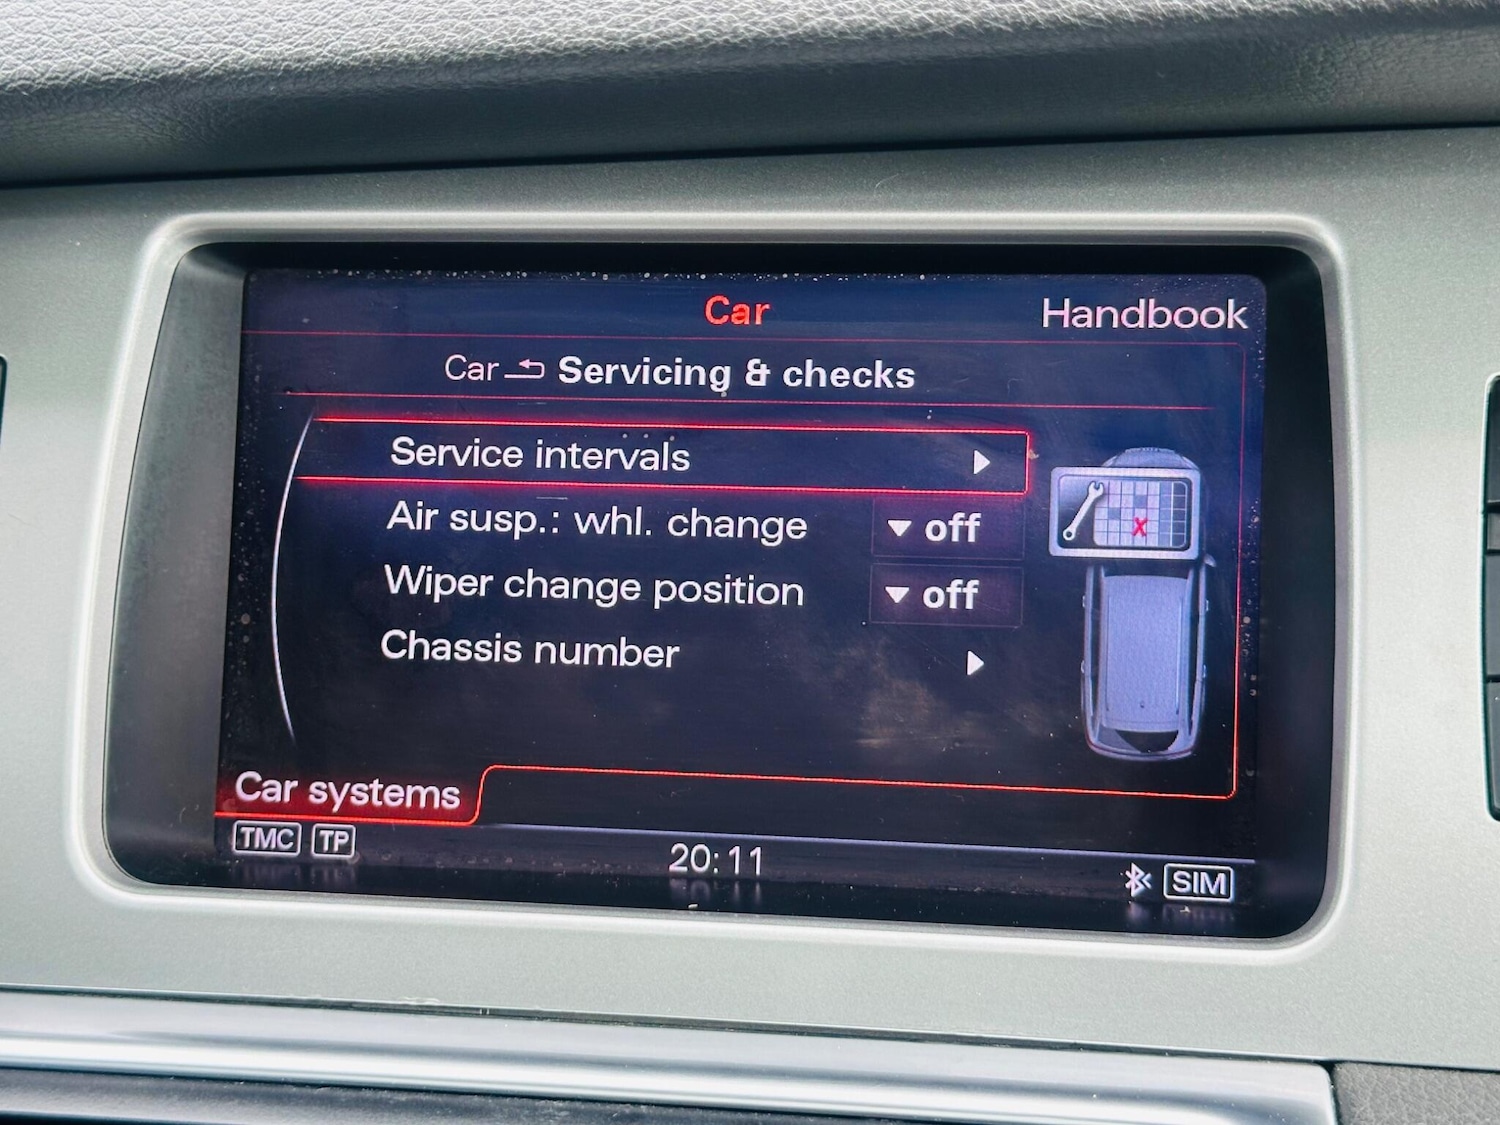 Car Handbook
Car Servicing & checks
Service intervals
Air susp.: whl. change off
Wiper change position off
Chassis number
Car systems
TMC TP
20:11
SIM